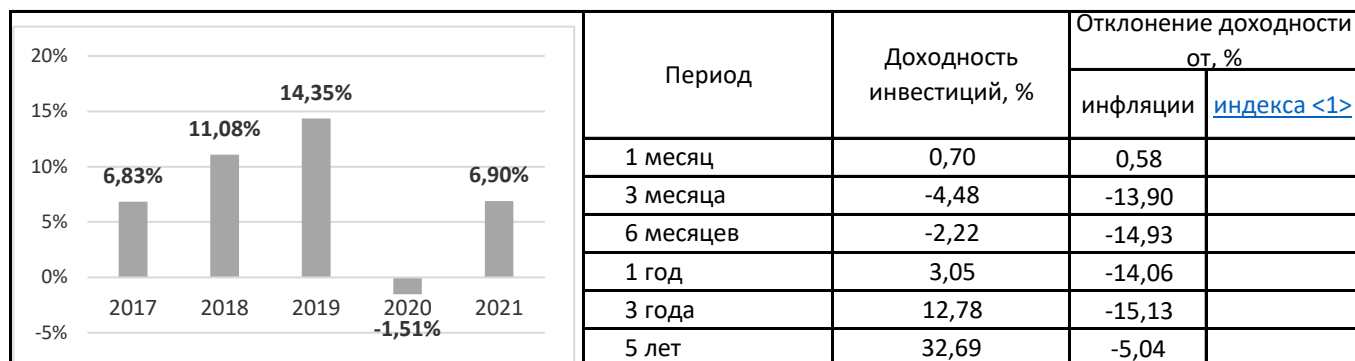 20%
15%
10%
5%
0%
-5%
6,83%
11,08%
14,35%
-1,51%
6,90%
2017 2018 2019 2020 2021
Период
Доходность
инвестиций, %
Отклонение доходности
от, %
инфляции индекса <1>
1 месяц 0,70 0,58
3 месяца -4,48 -13,90
6 месяцев -2,22 -14,93
1 год 3,05 -14,06
3 года 12,78 -15,13
5 лет 32,69 -5,04